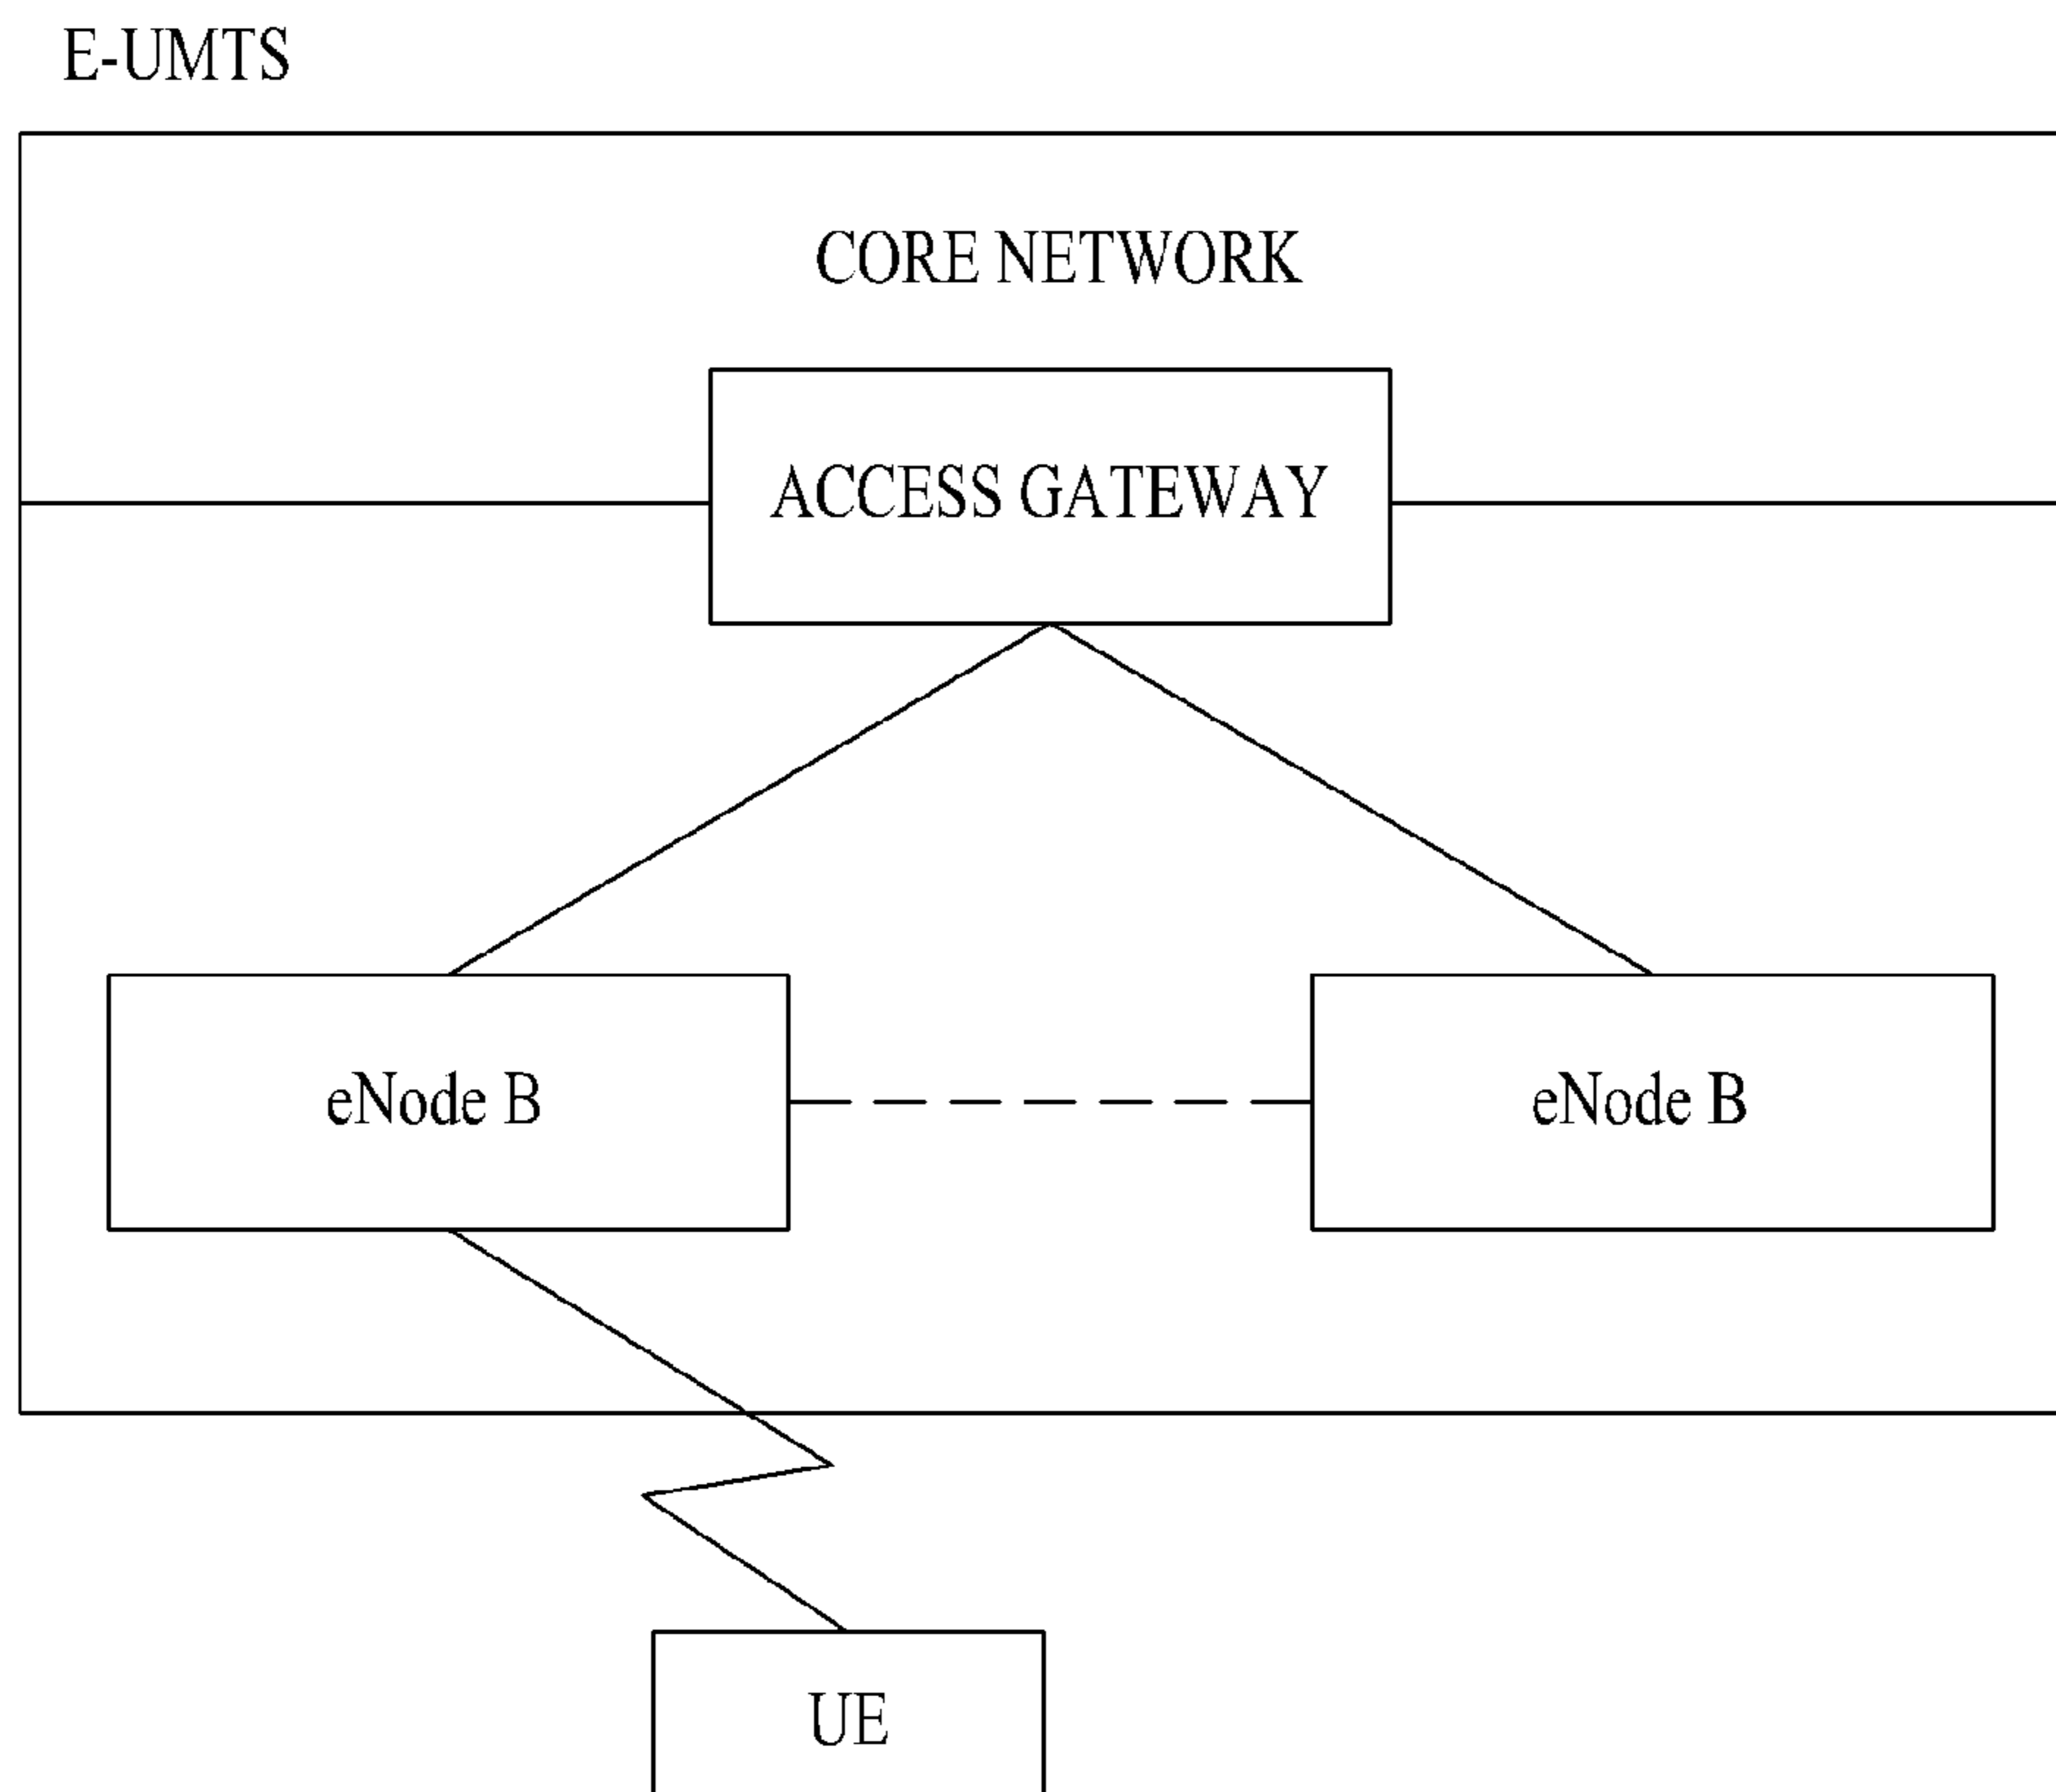 E-UMTS
CORE NETWORK
ACCESS GATEWAY
eNode B
eNode B
UE